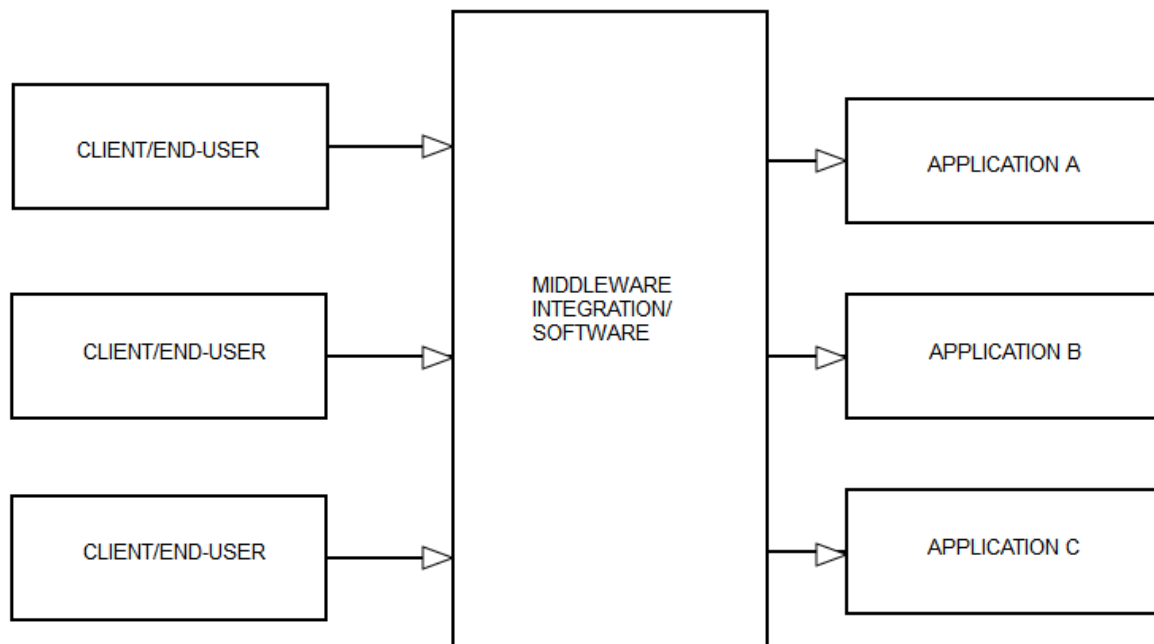 CLIENT/END-USER
CLIENT/END-USER
CLIENT/END-USER
MIDDLEWARE
INTEGRATION/
SOFTWARE
APPLICATION A
APPLICATION B
APPLICATION C